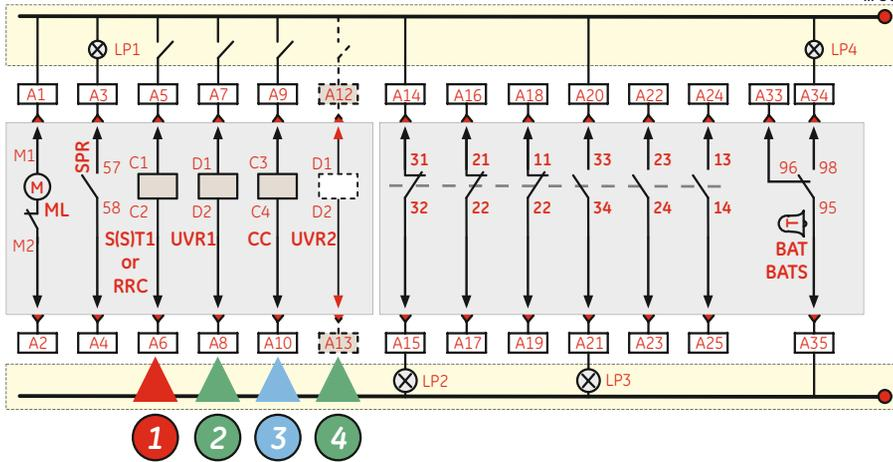 LP1
LP4
A1 A3 A5 A7 A9 A12 A14 A16 A18 A20 A22 A24 A33 A34
M1
M
ML
M2
SPR
57
58
C1
C2
S(S)T1
or
RRC
D1
D2
UVR1
C3
C4
CC
D1
D2
UVR2
31
32
21
22
11
22
33
34
23
24
13
14
96
98
95
T
BAT
BATS
A2 A4 A6 A8 A10 A13 A15 A17 A19 A21 A23 A25 A35
LP2
LP3
1 2 3 4